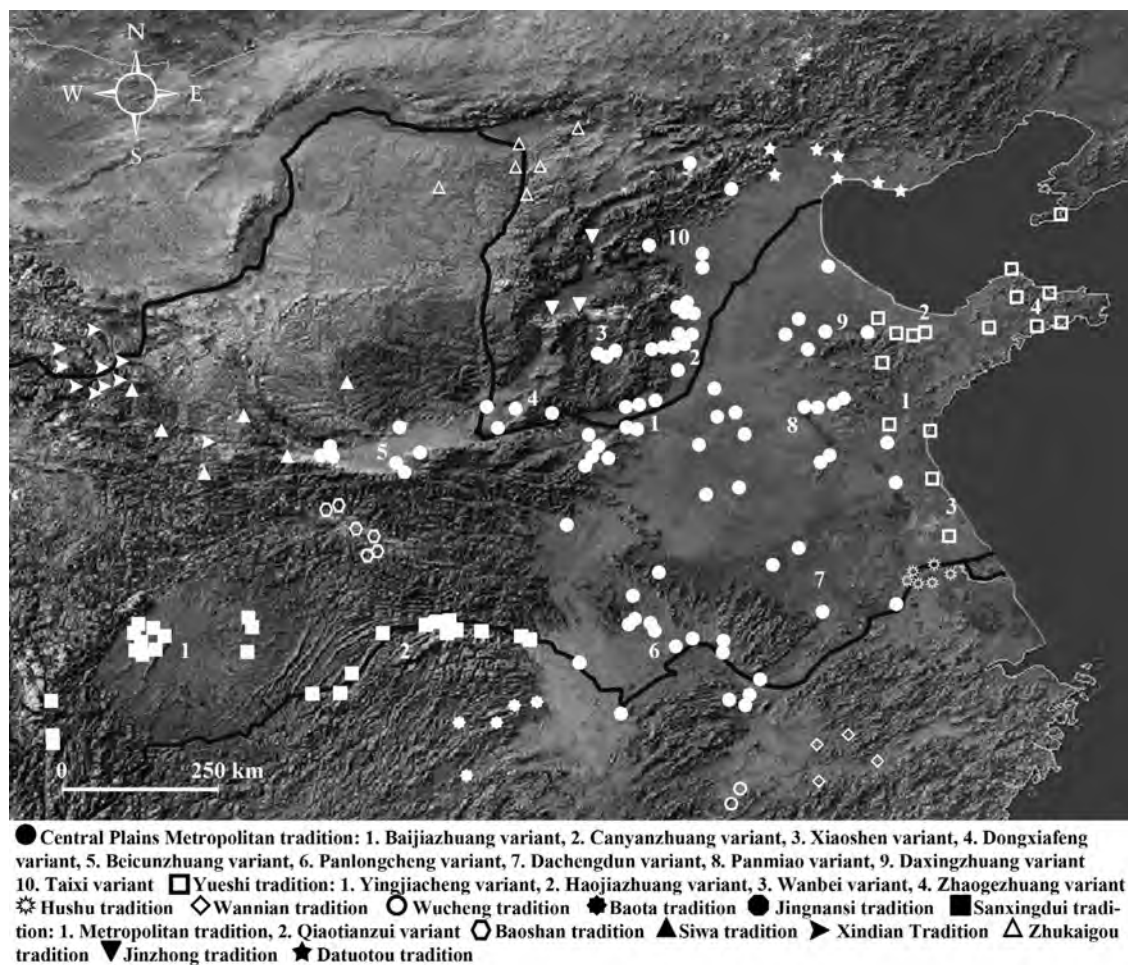 N
W E
S
10
3
2
9
2
4
4
1
8
1
5
3
7
1
2
6
0 250 km
Central Plains Metropolitan tradition: 1. Baijiazhuang variant, 2. Canyanzhuang variant, 3. Xiaoshen variant, 4. Dongxiafeng
variant, 5. Beicunzhuang variant, 6. Panlongcheng variant, 7. Dachengdun variant, 8. Panmiao variant, 9. Daxingzhuang variant
10. Taixi variant Yueshi tradition: 1. Yingjiacheng variant, 2. Haojiazhuang variant, 3. Wanbei variant, 4. Zhaogezhuang variant
Hushu tradition Wannian tradition Wucheng tradition Baota tradition Jingnansi tradition Sanxingdui tradi-
tion: 1. Metropolitan tradition, 2. Qiaotianzui variant Baoshan tradition Siwa tradition Xindian Tradition Zhukaigou
tradition Jinzhong tradition Datuotou tradition